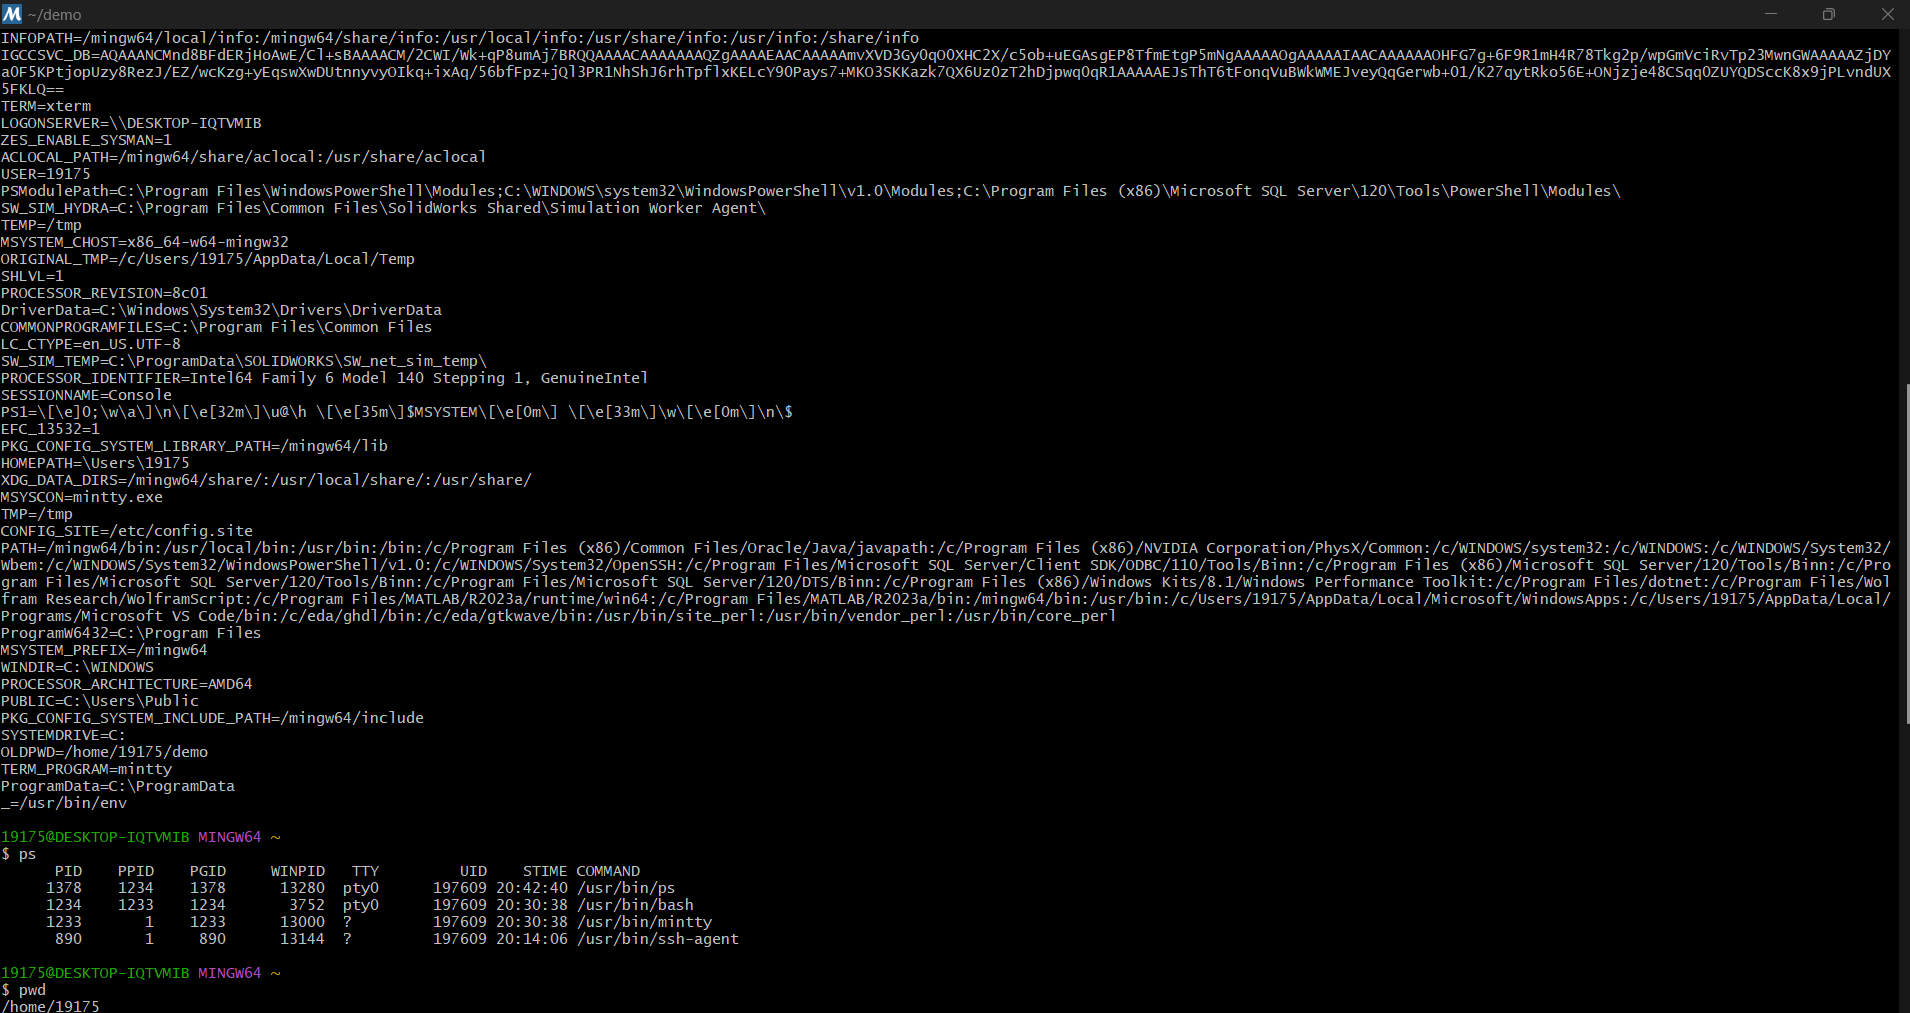 ~/demo
INFOPATH=/mingw64/local/info:/mingw64/share/info:/usr/local/info:/usr/share/info:/usr/info:/share/info
IGCCSVC_DB=AQAAANCMnd8BFdERjHoAwE/Cl+sBAAAACM/2CWI/Wk+qP8umAj7BRQQAAAACAAAAAAAQZgAAAAEAACAAAAAmvXVD3GyOqOOXHC2X/c5ob+uEGAsgEP8TfmEtgP5mNgAAAAAOgAAAAAIAACAAAAAAOHFG7g+6F9R1mH4R78Tkg2p/wpGmVciRvTp23MwnGWAAAAAZjDY
aOF5KPtjopUzy8RezJ/EZ/wcKzg+yEqswXwDUtnnyvyOIkq+ixAq/56bfFpz+jQl3PR1NhShJ6rhTpflxKELcY9OPays7+MKO3SKKazk7QX6UzOzT2hDjpwqOqR1AAAAAEJsThT6tFonqVuBWkWMEJveyQqGerwb+01/K27qytRko56E+ONjzje48CSqqOZUYQDSccK8x9jPLvndUX
5FKLQ==
TERM=xterm
LOGONSERVER=\\DESKTOP-IQTVMIB
ZES_ENABLE_SYSMAN=1
ACLOCAL_PATH=/mingw64/share/aclocal:/usr/share/aclocal
USER=19175
PSModulePath=C:\Program Files\WindowsPowerShell\Modules;C:\WINDOWS\system32\WindowsPowerShell\v1.0\Modules;C:\Program Files (x86)\Microsoft SQL Server\120\Tools\PowerShell\Modules\
SW_SIM_HYDRA=C:\Program Files\Common Files\SolidWorks Shared\Simulation Worker Agent\
TEMP=/tmp
MSYSTEM_CHOST=x86_64-w64-mingw32
ORIGINAL_TMP=/c/Users/19175/AppData/Local/Temp
SHLVL=1
PROCESSOR_REVISION=8c01
DriverData=C:\Windows\System32\Drivers\DriverData
COMMONPROGRAMFILES=C:\Program Files\Common Files
LC_CTYPE=en_US.UTF-8
SW_SIM_TEMP=C:\ProgramData\SOLIDWORKS\SW_net_sim_temp\
PROCESSOR_IDENTIFIER=Intel64 Family 6 Model 140 Stepping 1, GenuineIntel
SESSIONNAME=Console
PS1=\[\e]0;\w\a\]\n\[\e[32m\]\u@\h \[\e[35m\]$MSYSTEM\[\e[0m\] \[\e[33m\]\w\[\e[0m\]\n\$
EFC_13532=1
PKG_CONFIG_SYSTEM_LIBRARY_PATH=/mingw64/lib
HOMEPATH=\Users\19175
XDG_DATA_DIRS=/mingw64/share/:/usr/local/share/:/usr/share/
MSYSCON=mintty.exe
TMP=/tmp
CONFIG_SITE=/etc/config.site
PATH=/mingw64/bin:/usr/local/bin:/usr/bin:/bin:/c/Program Files (x86)/Common Files/Oracle/Java/javapath:/c/Program Files (x86)/NVIDIA Corporation/PhysX/Common:/c/WINDOWS/system32:/c/WINDOWS:/c/WINDOWS/System32/
Wbem:/c/WINDOWS/System32/WindowsPowerShell/v1.0:/c/WINDOWS/System32/OpenSSH:/c/Program Files/Microsoft SQL Server/Client SDK/ODBC/110/Tools/Binn:/c/Program Files (x86)/Microsoft SQL Server/120/Tools/Binn:/c/Pro
gram Files/Microsoft SQL Server/120/Tools/Binn:/c/Program Files/Microsoft SQL Server/120/DTS/Binn:/c/Program Files (x86)/Windows Kits/8.1/Windows Performance Toolkit:/c/Program Files/dotnet:/c/Program Files/Wol
fram Research/WolframScript:/c/Program Files/MATLAB/R2023a/runtime/win64:/c/Program Files/MATLAB/R2023a/bin:/mingw64/bin:/usr/bin:/c/Users/19175/AppData/Local/Microsoft/WindowsApps:/c/Users/19175/AppData/Local/
Programs/Microsoft VS Code/bin:/c/eda/ghdl/bin:/c/eda/gtkwave/bin:/usr/bin/site_perl:/usr/bin/vendor_perl:/usr/bin/core_perl
ProgramW6432=C:\Program Files
MSYSTEM_PREFIX=/mingw64
WINDIR=C:\WINDOWS
PROCESSOR_ARCHITECTURE=AMD64
PUBLIC=C:\Users\Public
PKG_CONFIG_SYSTEM_INCLUDE_PATH=/mingw64/include
SYSTEMDRIVE=C:
OLDPWD=/home/19175/demo
TERM_PROGRAM=mintty
ProgramData=C:\ProgramData
_=/usr/bin/env
19175@DESKTOP-IQTVMIB MINGW64 ~
$ ps
PID PPID PGID WINPID TTY UID STIME COMMAND
1378 1234 1378 13280 pty0 197609 20:42:40 /usr/bin/ps
1234 1233 1234 3752 pty0 197609 20:30:38 /usr/bin/bash
1233 1 1233 13000 ? 197609 20:30:38 /usr/bin/mintty
890 1 890 13144 ? 197609 20:14:06 /usr/bin/ssh-agent
19175@DESKTOP-IQTVMIB MINGW64 ~
$ pwd
/home/19175